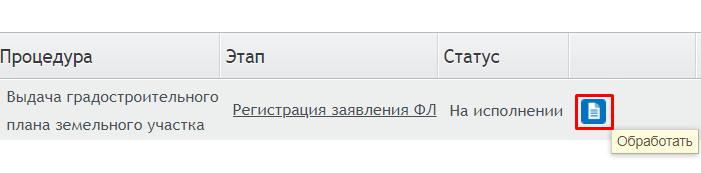 Процедура Этап Статус
Выдача градостроительного
плана земельного участка
Регистрация заявления ФЛ На исполнении
Обработать